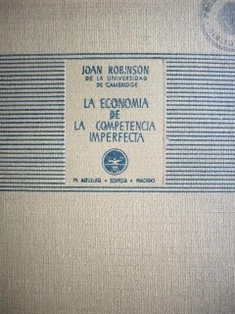 JOAN ROBINSON
DE LA UNIVERSIDAD
DE CAMBRIDGE
LA ECONOMIA
DE
LA COMPETENCIA
IMPERFECTA
M. AGUILAR - EDITOR - MADRID